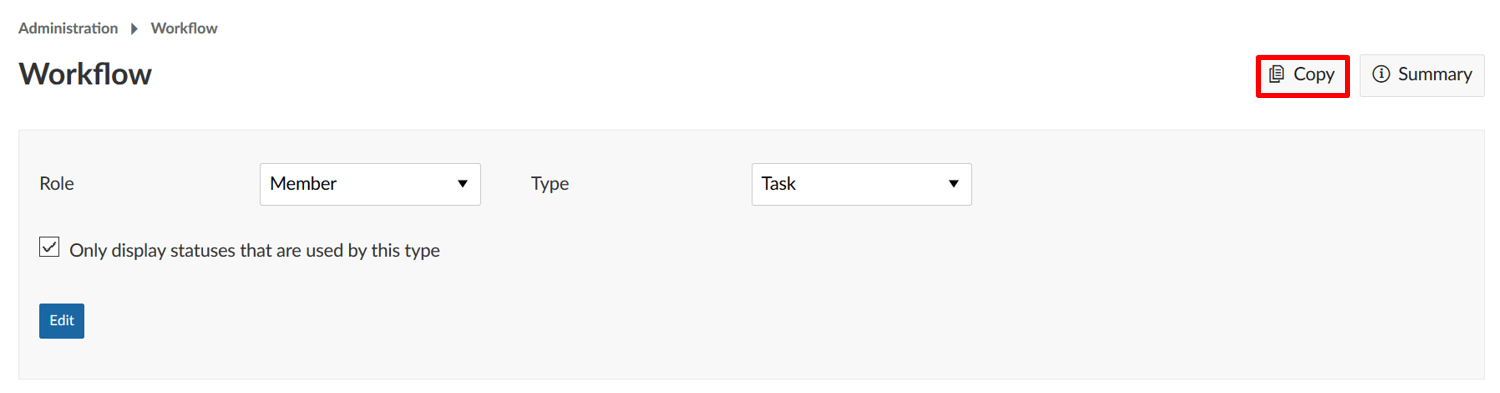 Administration Workflow
Workflow
Copy
Summary
Role
Member
Type
Task
Only display statuses that are used by this type
Edit